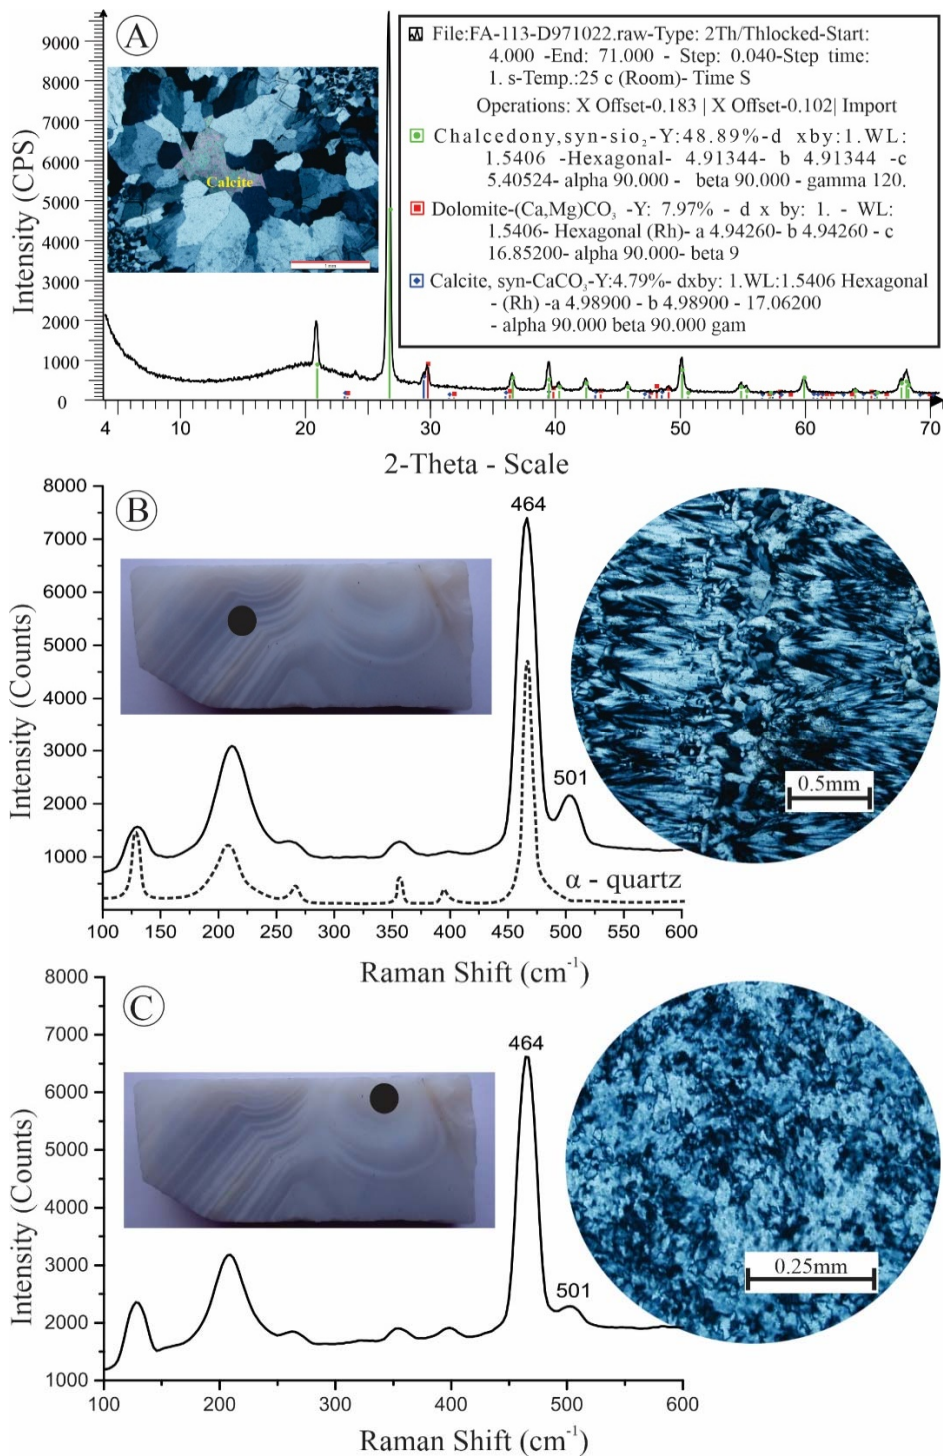 A
Intensity (CPS)
9000
8000
7000
6000
5000
4000
3000
2000
1000
0
Calcite
File:FA-113-D971022.raw-Type: 2Th/Thlocked-Start:
4.000 -End: 71.000 - Step: 0.040-Step time:
1. s-Temp.:25 c (Room)- Time S
Operations: X Offset-0.183 | X Offset-0.102| Import
Chalcedony,syn-sio₂-Y:48.89%-d xby:1.WL:
1.5406 -Hexagonal- 4.91344- b 4.91344 -c
5.40524- alpha 90.000 - beta 90.000 - gamma 120.
Dolomite-(Ca,Mg)CO₃ -Y: 7.97% - d x by: 1. - WL:
1.5406- Hexagonal (Rh)- a 4.94260- b 4.94260 - c
16.85200- alpha 90.000- beta 9
Calcite, syn-CaCO₃-Y:4.79%- dxby: 1.WL:1.5406 Hexagonal
- (Rh) -a 4.98900 - b 4.98900 - 17.06200
- alpha 90.000 beta 90.000 gam
4 10 20 30 40 50 60 70
2-Theta - Scale
B
Intensity (Counts)
8000
7000
6000
5000
4000
3000
2000
1000
464
501
0.5mm
α - quartz
100 150 200 250 300 350 400 450 500 550 600
Raman Shift (cm⁻¹)
C
Intensity (Counts)
8000
7000
6000
5000
4000
3000
2000
1000
464
501
0.25mm
100 200 300 400 500 600
Raman Shift (cm⁻¹)